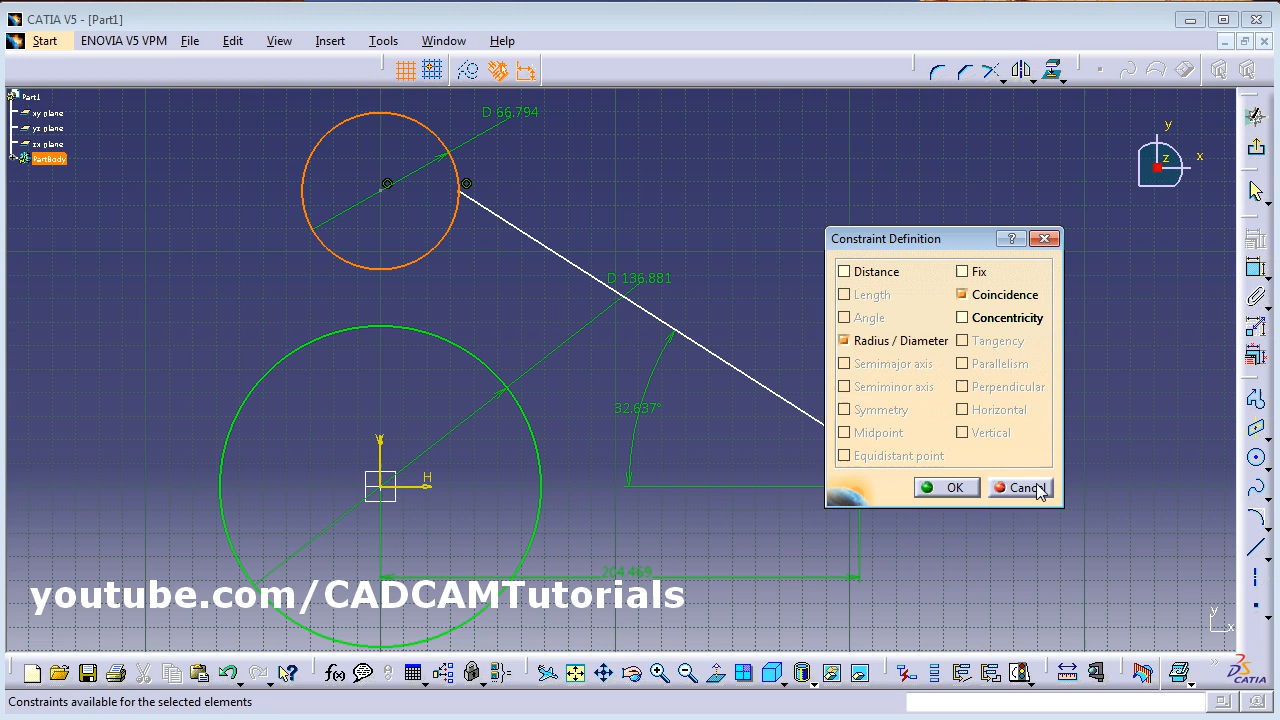 CATIA V5 - [Part1]
Start ENOVIA V5 VPM File Edit View Insert Tools Window Help
Part1
xy plane
yz plane
zx plane
PartBody
D 66.794
y
x
z
D 136.881
32.637°
V
H
204.469
Constraint Definition
?
Distance Fix
Length Coincidence
Angle Concentricity
Radius / Diameter Tangency
Semimajor axis Parallelism
Semiminor axis Perpendicular
Symmetry Horizontal
Midpoint Vertical
Equidistant point
OK Cancel
youtube.com/CADCAMTutorials
y
x
f(x)
CATIA
Constraints available for the selected elements